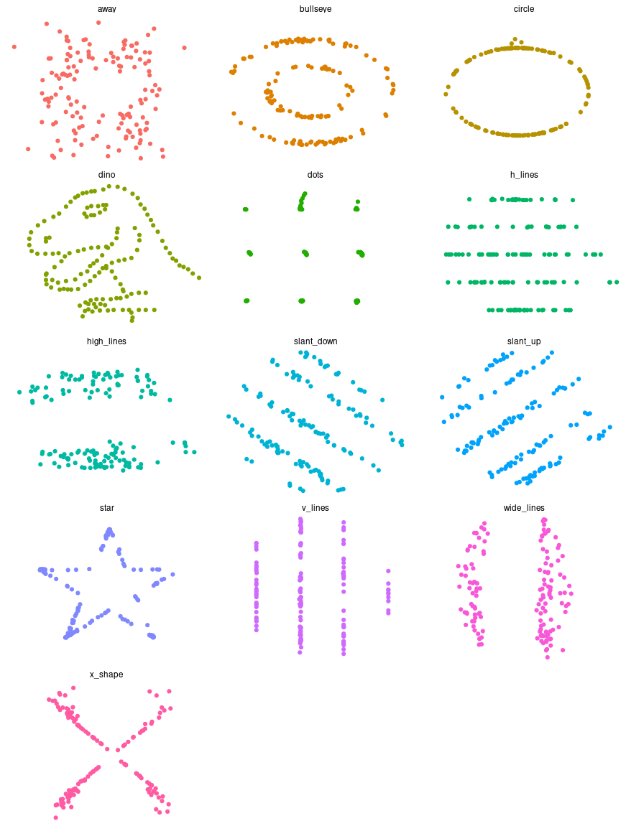 away
bullseye
circle
dino
dots
h_lines
high_lines
slant_down
slant_up
star
v_lines
wide_lines
x_shape